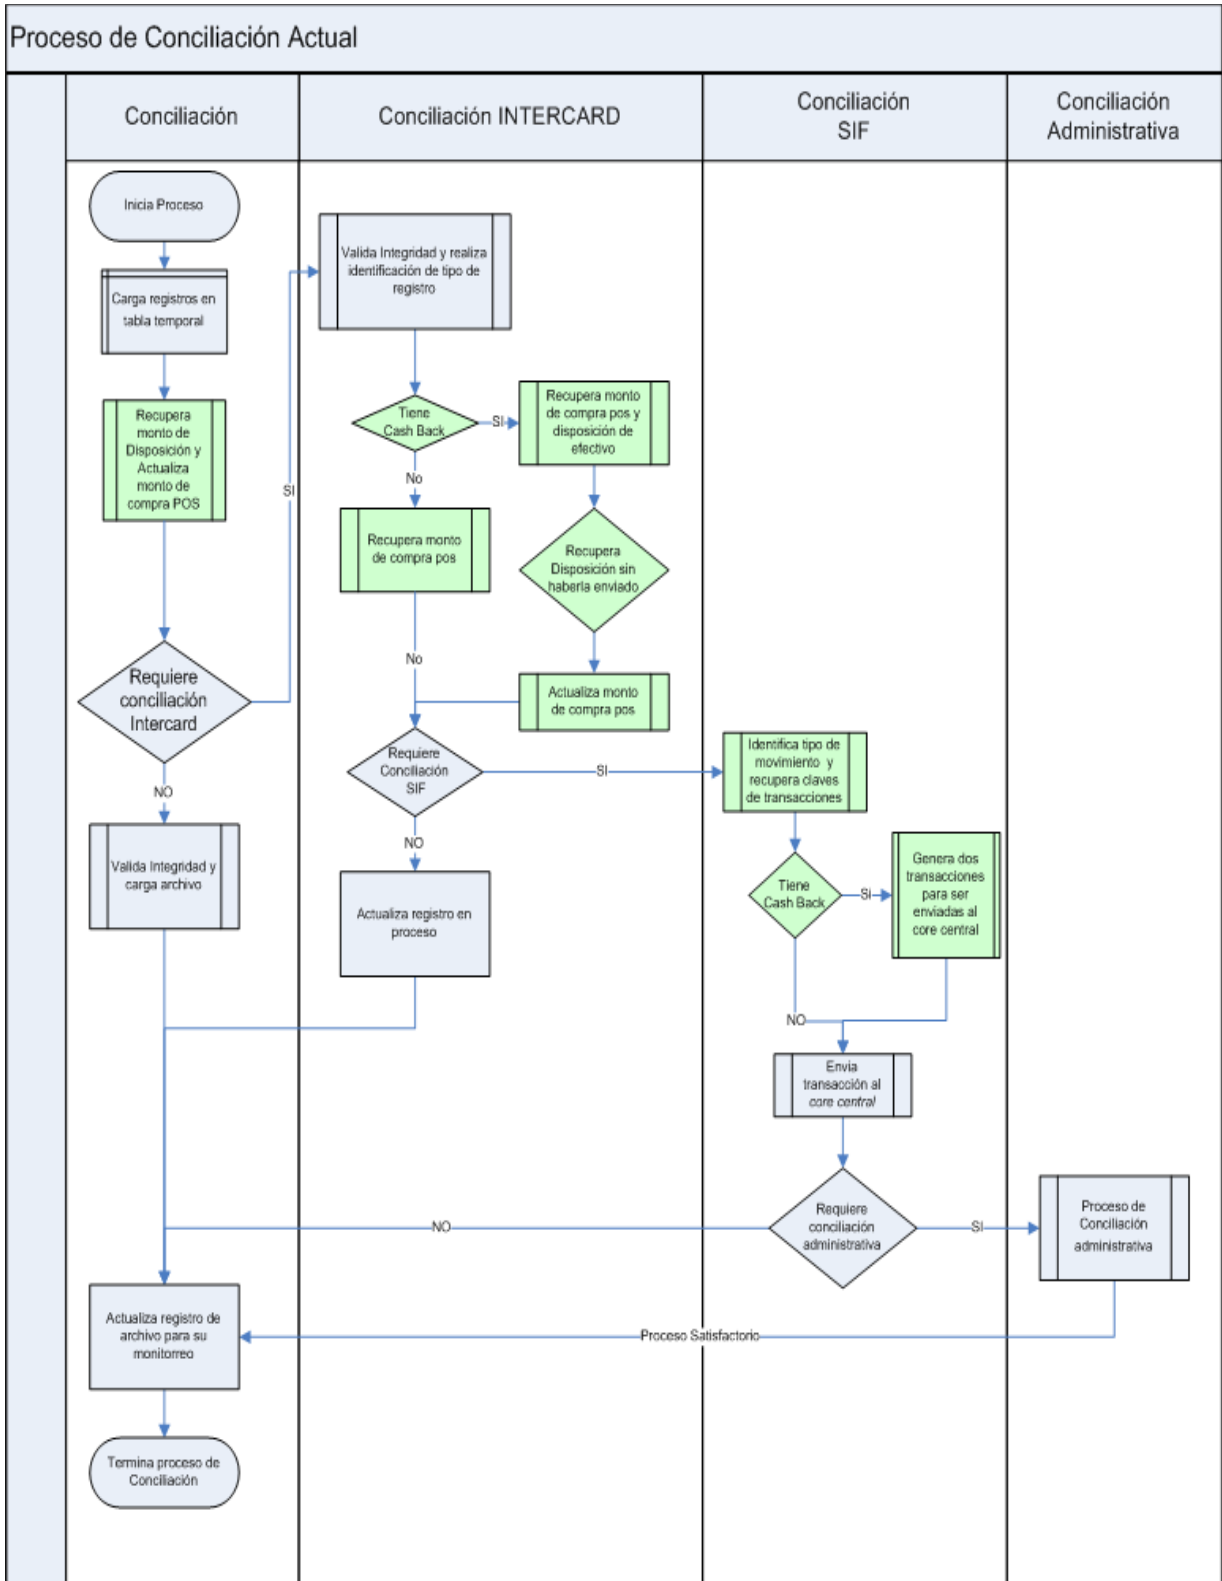 Proceso de Conciliación Actual
Conciliación
Conciliación INTERCARD
Conciliación
SIF
Conciliación
Administrativa
Inicia Proceso
Carga registros en
tabla temporal
Recupera
monto de
Disposición y
Actualiza
monto de
compra POS
Requiere
conciliación
Intercard
SI
NO
Valida Integridad y
carga archivo
Actualiza registro de
archivo para su
monitorreo
Termina proceso de
Conciliación
Valida Integridad y realiza
identificación de tipo de
registro
Tiene
Cash Back
SI
Recupera monto
de compra pos y
disposición de
efectivo
No
Recupera monto
de compra pos
Recupera
Disposición sin
haberla enviado
No
Actualiza monto
de compra pos
Requiere
Conciliación
SIF
SI
NO
Actualiza registro en
proceso
Identifica tipo de
movimiento y
recupera claves
de transacciones
Tiene
Cash Back
Si
Genera dos
transacciones
para ser
enviadas al
core central
NO
Envia
transacción al
core central
Requiere
conciliación
administrativa
NO
SI
Proceso de
Conciliación
administrativa
Proceso Satisfactorio